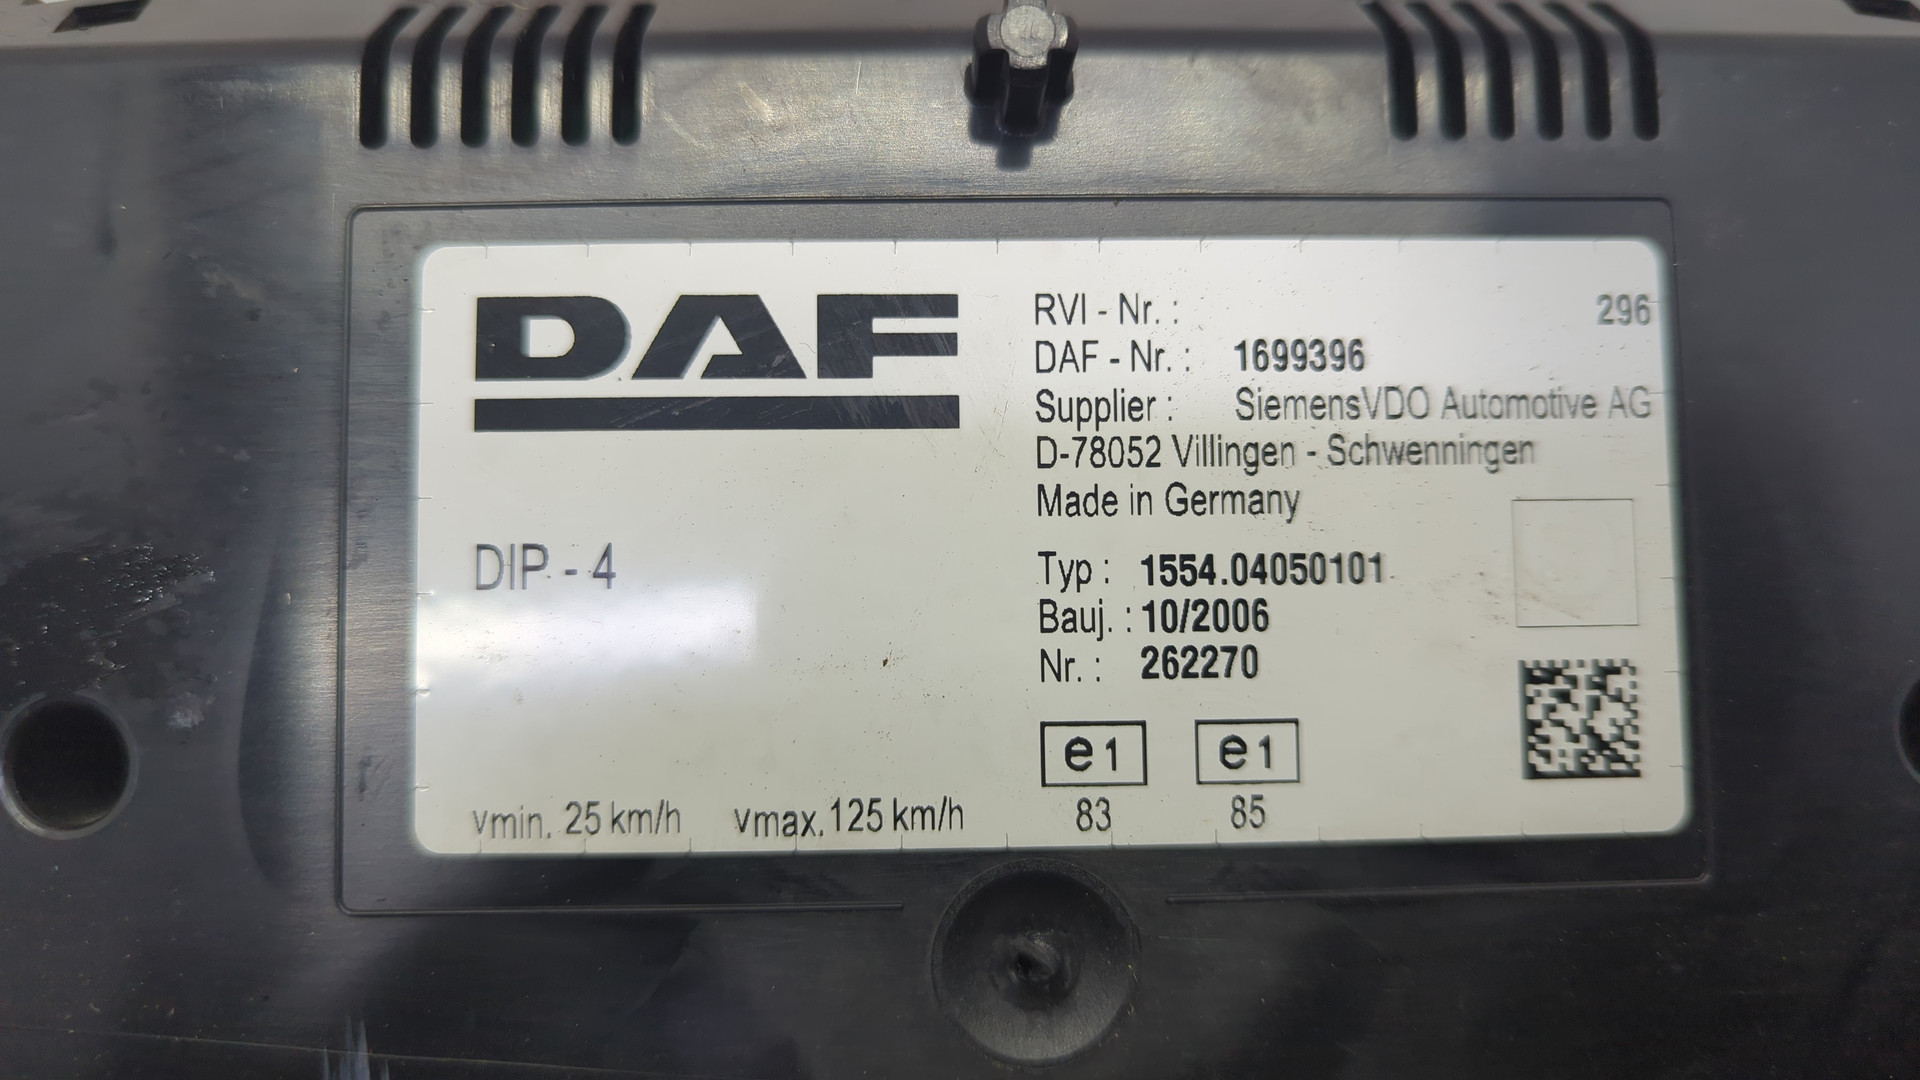 DAF
RVI - Nr. : 296
DAF - Nr. : 1699396
Supplier : SiemensVDO Automotive AG
D-78052 Villingen - Schwenningen
Made in Germany
DIP - 4
Typ : 1554.04050101
Bauj. : 10/2006
Nr. : 262270
e1 e1
83 85
vmin. 25 km/h vmax. 125 km/h